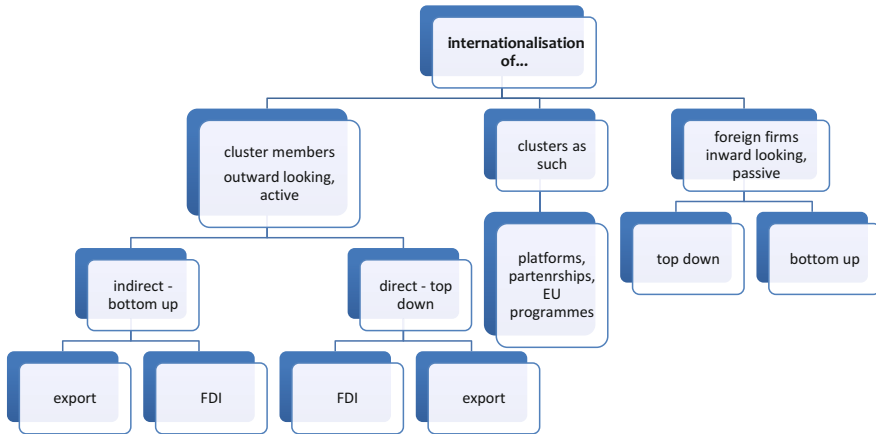 internationalisation
of...
cluster members
outward looking,
active
clusters as
such
foreign firms
inward looking,
passive
indirect -
bottom up
direct - top
down
platforms,
partenrships,
EU
programmes
top down
bottom up
export
FDI
FDI
export